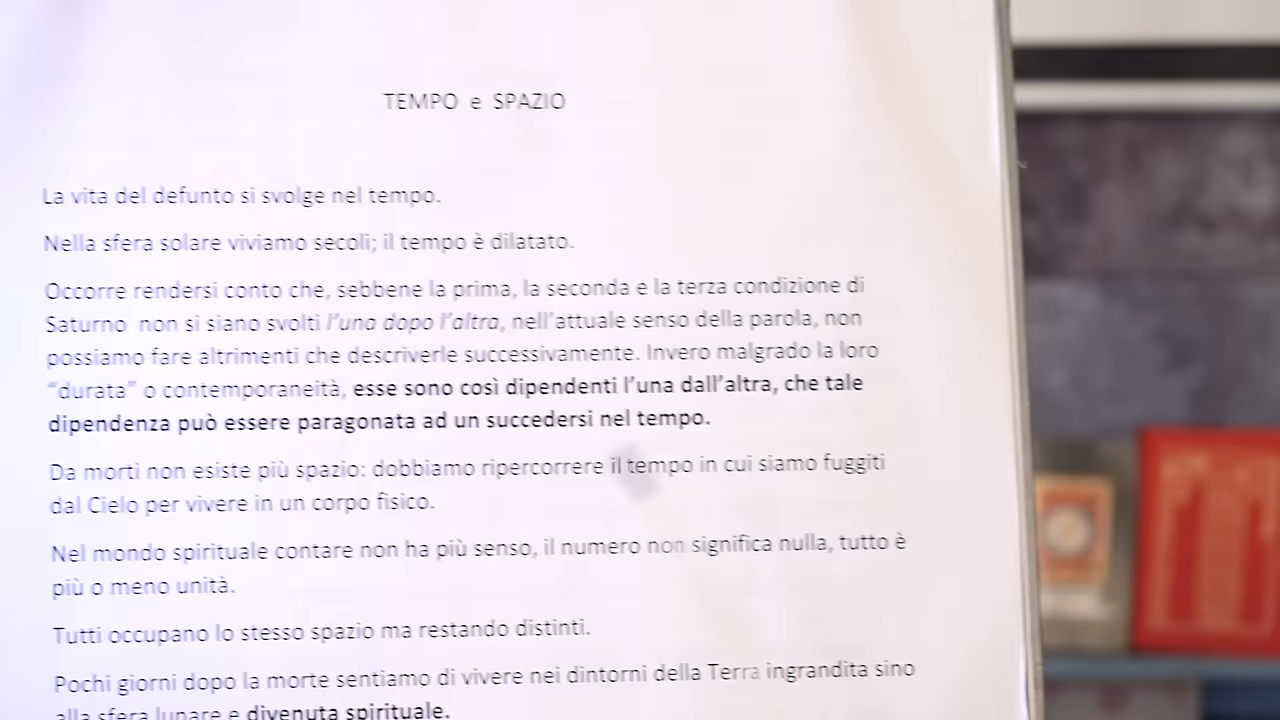 TEMPO e SPAZIO
La vita del defunto si svolge nel tempo.
Nella sfera solare viviamo secoli; il tempo è dilatato.
Occorre rendersi conto che, sebbene la prima, la seconda e la terza condizione di
Saturno non si siano svolti l'una dopo l'altra, nell'attuale senso della parola, non
possiamo fare altrimenti che descriverle successivamente. Invero malgrado la loro
"durata" o contemporaneità, esse sono così dipendenti l'una dall'altra, che tale
dipendenza può essere paragonata ad un succedersi nel tempo.
Da morti non esiste più spazio: dobbiamo ripercorrere il tempo in cui siamo fuggiti
dal Cielo per vivere in un corpo fisico.
Nel mondo spirituale contare non ha più senso, il numero non significa nulla, tutto è
più o meno unità.
Tutti occupano lo stesso spazio ma restando distinti.
Pochi giorni dopo la morte sentiamo di vivere nei dintorni della Terra ingrandita sino
alla sfera lunare e divenuta spirituale.